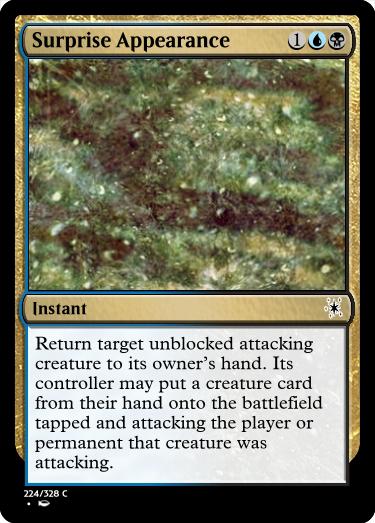 Surprise Appearance 1
Instant
Return target unblocked attacking
creature to its owner's hand. Its
controller may put a creature card
from their hand onto the battlefield
tapped and attacking the player or
permanent that creature was
attacking.
224/328 C